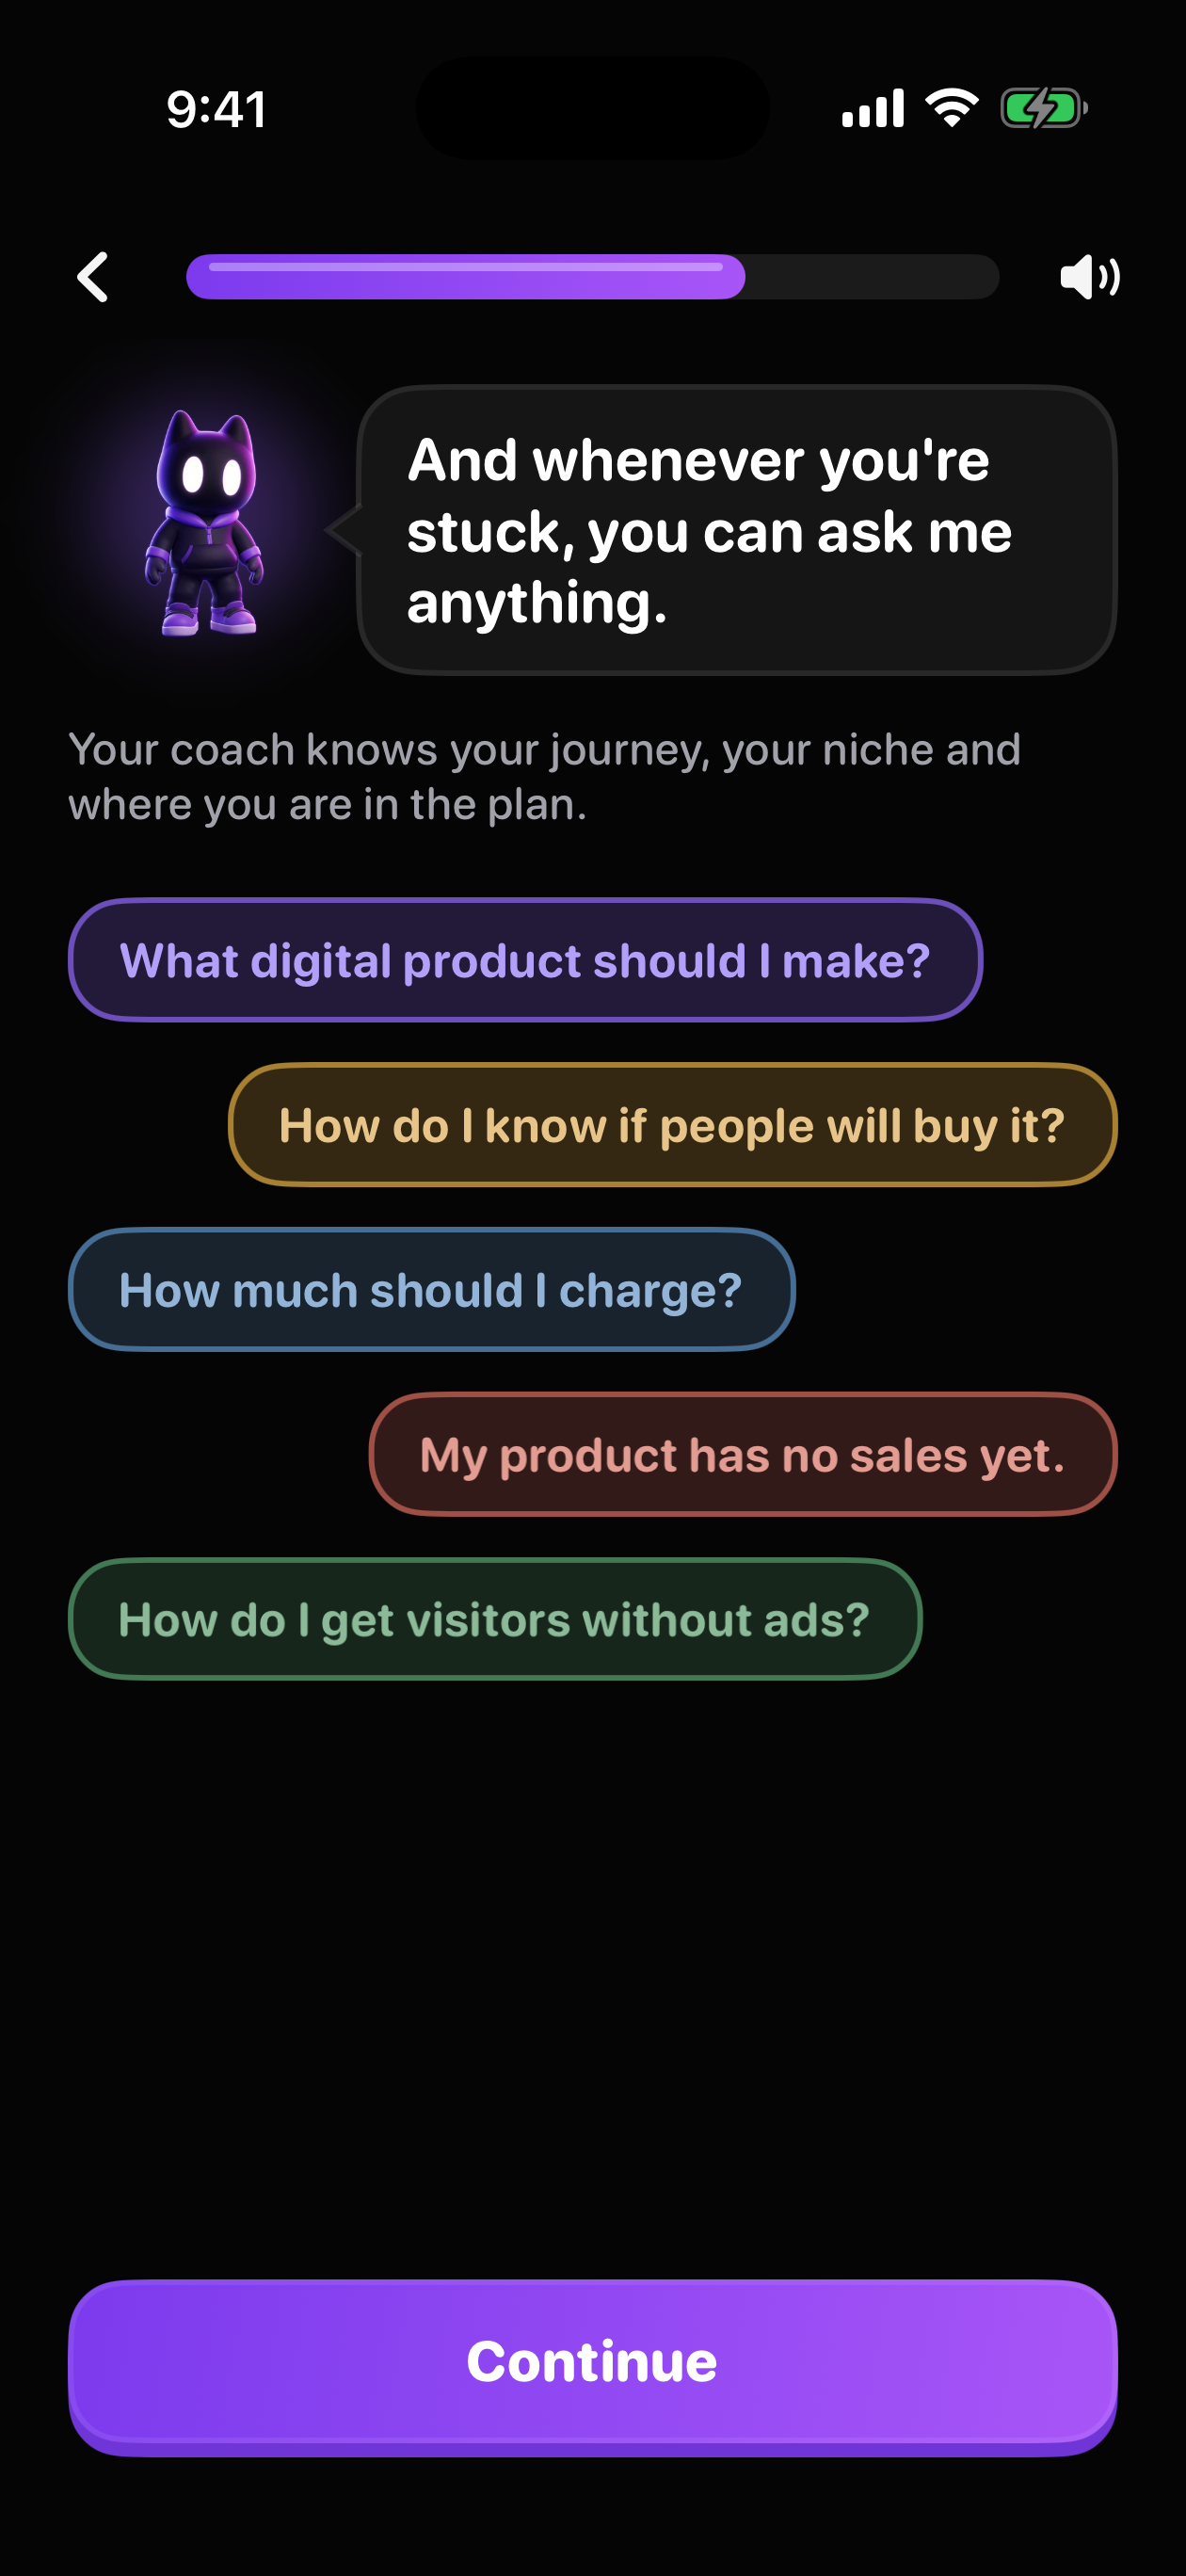 9:41
And whenever you're
stuck, you can ask me
anything.
Your coach knows your journey, your niche and
where you are in the plan.
What digital product should I make?
How do I know if people will buy it?
How much should I charge?
My product has no sales yet.
How do I get visitors without ads?
Continue